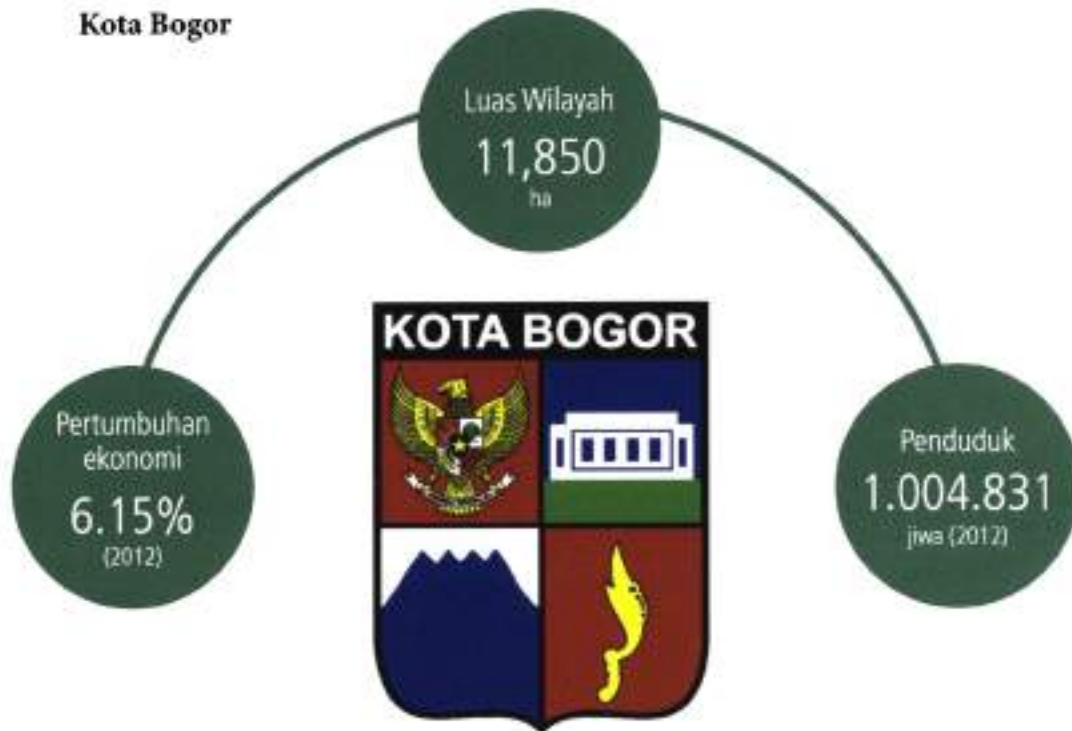 Kota Bogor
Luas Wilayah
11,850
ha
KOTA BOGOR
Pertumbuhan
ekonomi
6.15%
(2012)
Penduduk
1.004.831
jiwa (2012)